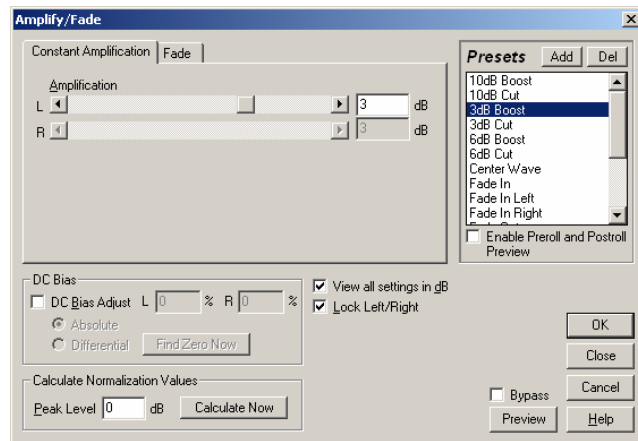 Amplify/Fade
Constant Amplification Fade
Amplification
L 3 dB
R 3 dB
Presets Add Del
10dB Boost
10dB Cut
3dB Boost
3dB Cut
6dB Boost
6dB Cut
Center Wave
Fade In
Fade In Left
Fade In Right
Enable Preroll and Postroll
Preview
DC Bias
DC Bias Adjust L 0 % R 0 %
Absolute
Differential Find Zero Now
View all settings in dB
Lock Left/Right
Calculate Normalization Values
Peak Level 0 dB Calculate Now
Bypass
Preview
OK
Close
Cancel
Help